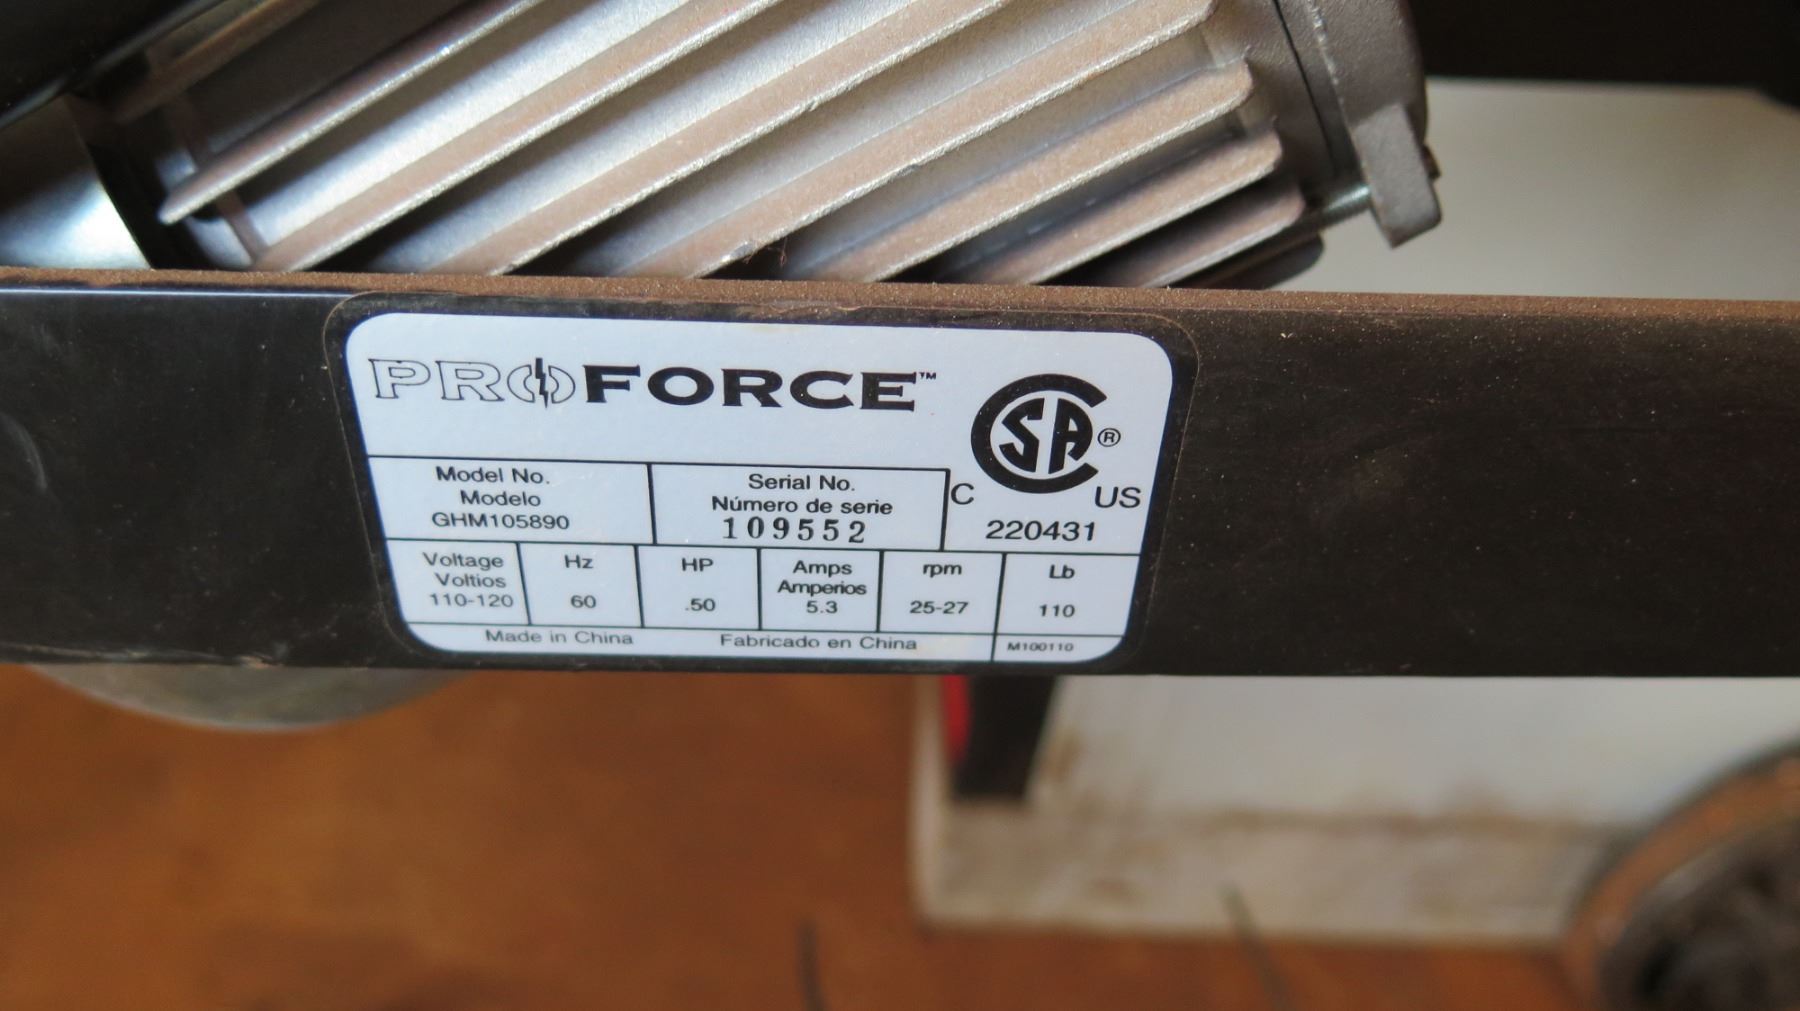 PROFORCE™
CSA®
C US
220431
Model No.
Modelo
GHM105890
Serial No.
Número de serie
109552
Voltage
Voltios
110-120
Hz
60
HP
.50
Amps
Amperios
5.3
rpm
25-27
Lb
110
Made in China Fabricado en China M100110